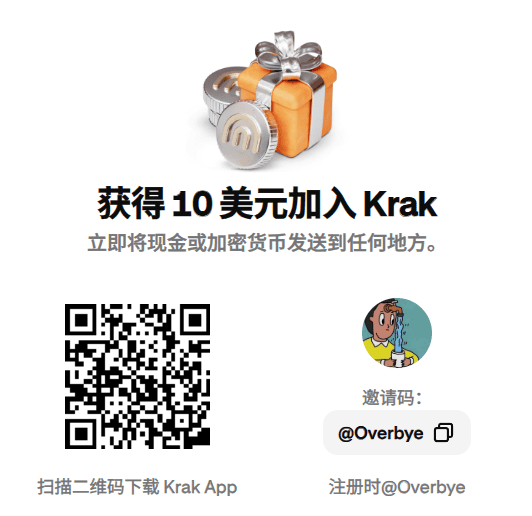 获得 10 美元加入 Krak
立即将现金或加密货币发送到任何地方。
邀请码：
@Overbye
扫描二维码下载 Krak App
注册时@Overbye